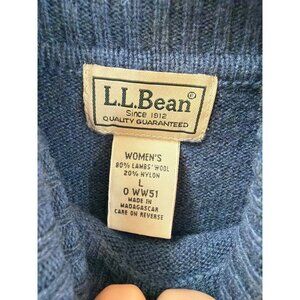 L.L.Bean®
Since 1912
QUALITY GUARANTEED
WOMEN'S
80% LAMBS' WOOL
20% NYLON
L
0 WW51
MADE IN
MADAGASCAR
CARE ON REVERSE